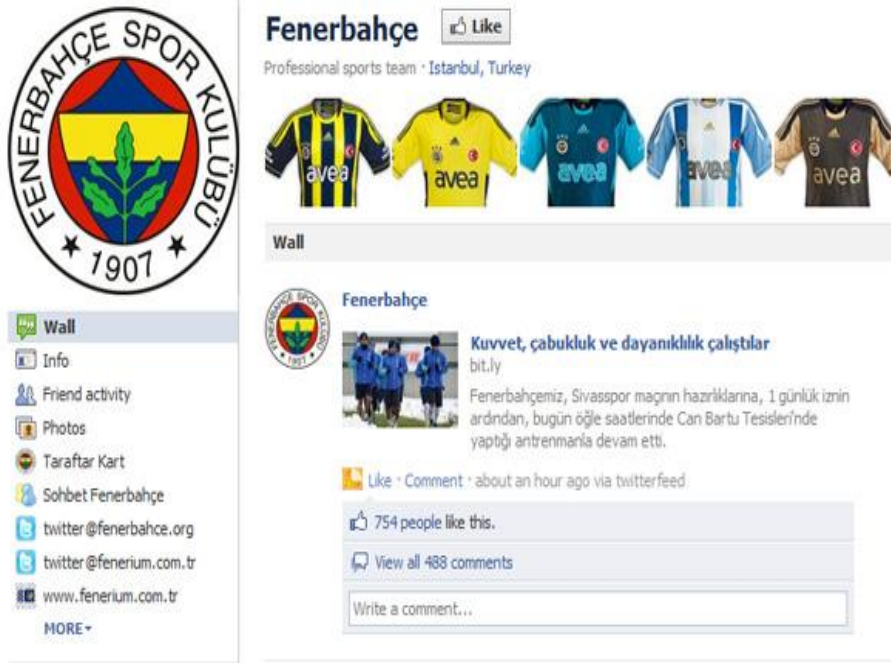 FENERBAHÇE SPOR KULÜBÜ
1907
Wall
Info
Friend activity
Photos
Taraftar Kart
Sohbet Fenerbahçe
twitter@fenerbahce.org
twitter@fenerium.com.tr
www.fenerium.com.tr
MORE
Fenerbahçe
Like
Professional sports team · Istanbul, Turkey
avea avea avea avea avea
Wall
FENERBAHÇE SPOR KULÜBÜ
1907
Fenerbahçe
Kuvvet, çabukluk ve dayanıklılık çalıştılar
bit.ly
Fenerbahçemiz, Sivasspor maçının hazırlıklarına, 1 günlük iznin
ardından, bugün öğle saatlerinde Can Bartu Tesisleri'nde
yaptığı antrenmanla devam etti.
Like · Comment · about an hour ago via twitterfeed
754 people like this.
View all 488 comments
Write a comment...